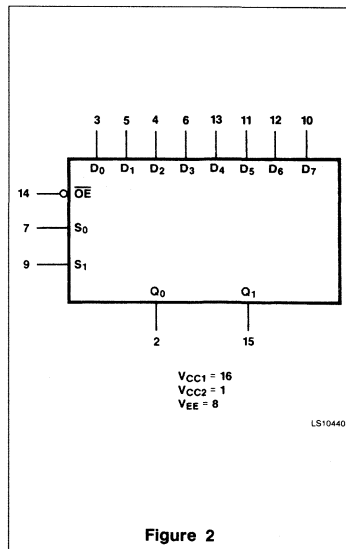 3 5 4 6 13 11 12 10
D0 D1 D2 D3 D4 D5 D6 D7
14 OE
7 S0
9 S1
Q0 Q1
2 15
VCC1 = 16
VCC2 = 1
VEE = 8
LS10440
Figure 2